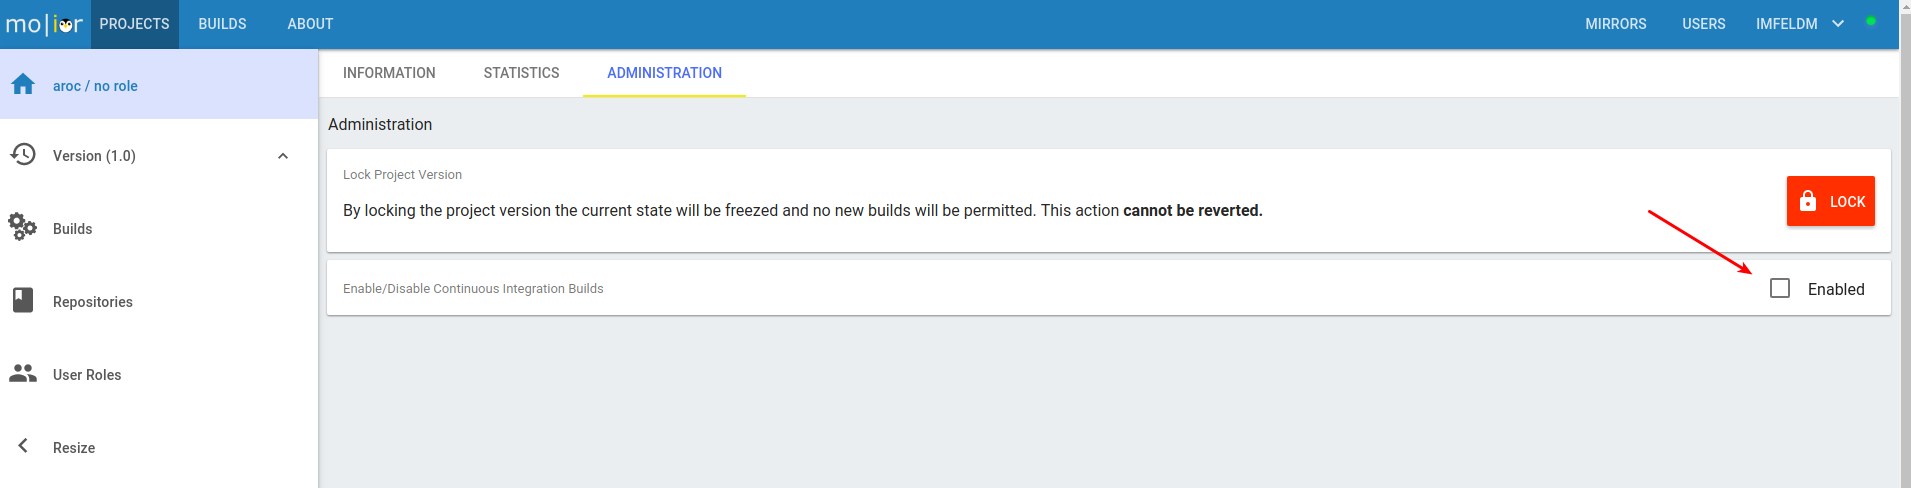 mo|ior PROJECTS BUILDS ABOUT MIRRORS USERS IMFELDM
aroc / no role
Version (1.0)
Builds
Repositories
User Roles
Resize
INFORMATION STATISTICS ADMINISTRATION
Administration
Lock Project Version
By locking the project version the current state will be freezed and no new builds will be permitted. This action cannot be reverted.
LOCK
Enable/Disable Continuous Integration Builds
Enabled